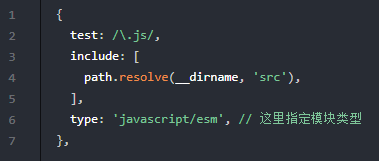 1 {
2 test: /\.js/,
3 include: [
4 path.resolve(__dirname, 'src'),
5 ],
6 type: 'javascript/esm', // 这里指定模块类型
7 },